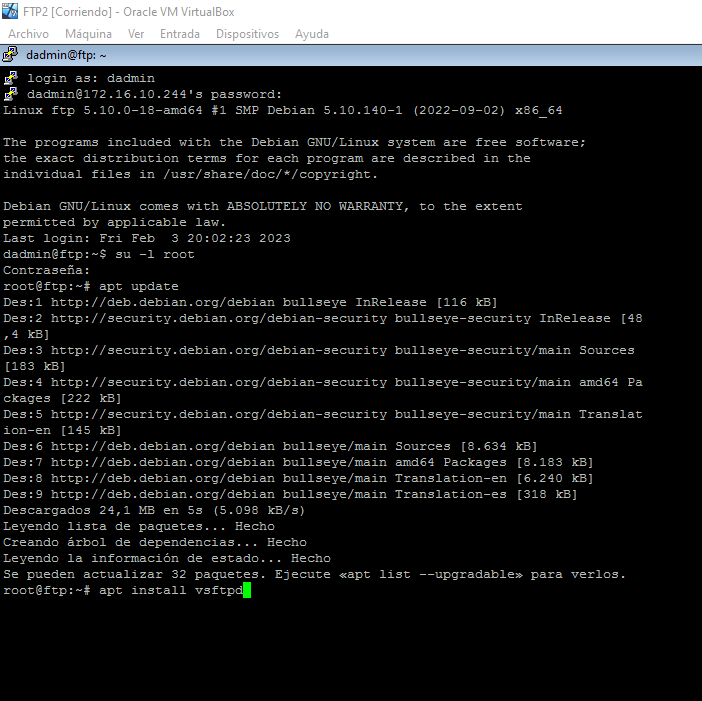 FTP2 [Corriendo] - Oracle VM VirtualBox
Archivo Máquina Ver Entrada Dispositivos Ayuda
dadmin@ftp: ~
login as: dadmin
dadmin@172.16.10.244's password:
Linux ftp 5.10.0-18-amd64 #1 SMP Debian 5.10.140-1 (2022-09-02) x86_64
The programs included with the Debian GNU/Linux system are free software;
the exact distribution terms for each program are described in the
individual files in /usr/share/doc/*/copyright.
Debian GNU/Linux comes with ABSOLUTELY NO WARRANTY, to the extent
permitted by applicable law.
Last login: Fri Feb  3 20:02:23 2023
dadmin@ftp:~$ su -l root
Contraseña:
root@ftp:~# apt update
Des:1 http://deb.debian.org/debian bullseye InRelease [116 kB]
Des:2 http://security.debian.org/debian-security bullseye-security InRelease [48
,4 kB]
Des:3 http://security.debian.org/debian-security bullseye-security/main Sources
[183 kB]
Des:4 http://security.debian.org/debian-security bullseye-security/main amd64 Pa
ckages [222 kB]
Des:5 http://security.debian.org/debian-security bullseye-security/main Translat
ion-en [145 kB]
Des:6 http://deb.debian.org/debian bullseye/main Sources [8.634 kB]
Des:7 http://deb.debian.org/debian bullseye/main amd64 Packages [8.183 kB]
Des:8 http://deb.debian.org/debian bullseye/main Translation-en [6.240 kB]
Des:9 http://deb.debian.org/debian bullseye/main Translation-es [318 kB]
Descargados 24,1 MB en 5s (5.098 kB/s)
Leyendo lista de paquetes... Hecho
Creando árbol de dependencias... Hecho
Leyendo la información de estado... Hecho
Se pueden actualizar 32 paquetes. Ejecute «apt list --upgradable» para verlos.
root@ftp:~# apt install vsftpd